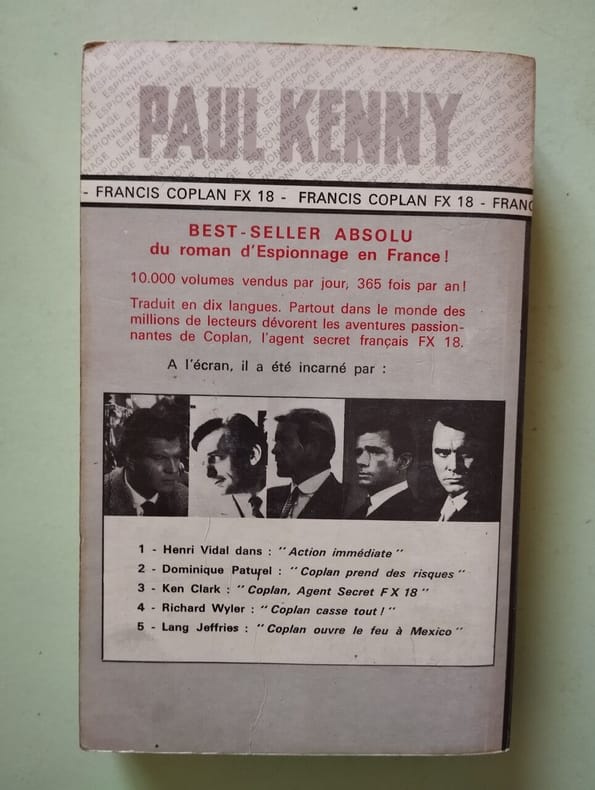 PAUL KENNY
- FRANCIS COPLAN FX 18 - FRANCIS COPLAN FX 18 - FRANC
BEST-SELLER ABSOLU
du roman d'Espionnage en France !
10.000 volumes vendus par jour, 365 fois par an !
Traduit en dix langues. Partout dans le monde des
millions de lecteurs dévorent les aventures passion-
nantes de Coplan, l'agent secret français FX 18.
A l'écran, il a été incarné par :
1 - Henri Vidal dans : "Action immédiate"
2 - Dominique Paturel : "Coplan prend des risques"
3 - Ken Clark : "Coplan, Agent Secret F X 18"
4 - Richard Wyler : "Coplan casse tout !"
5 - Lang Jeffries : "Coplan ouvre le feu à Mexico"